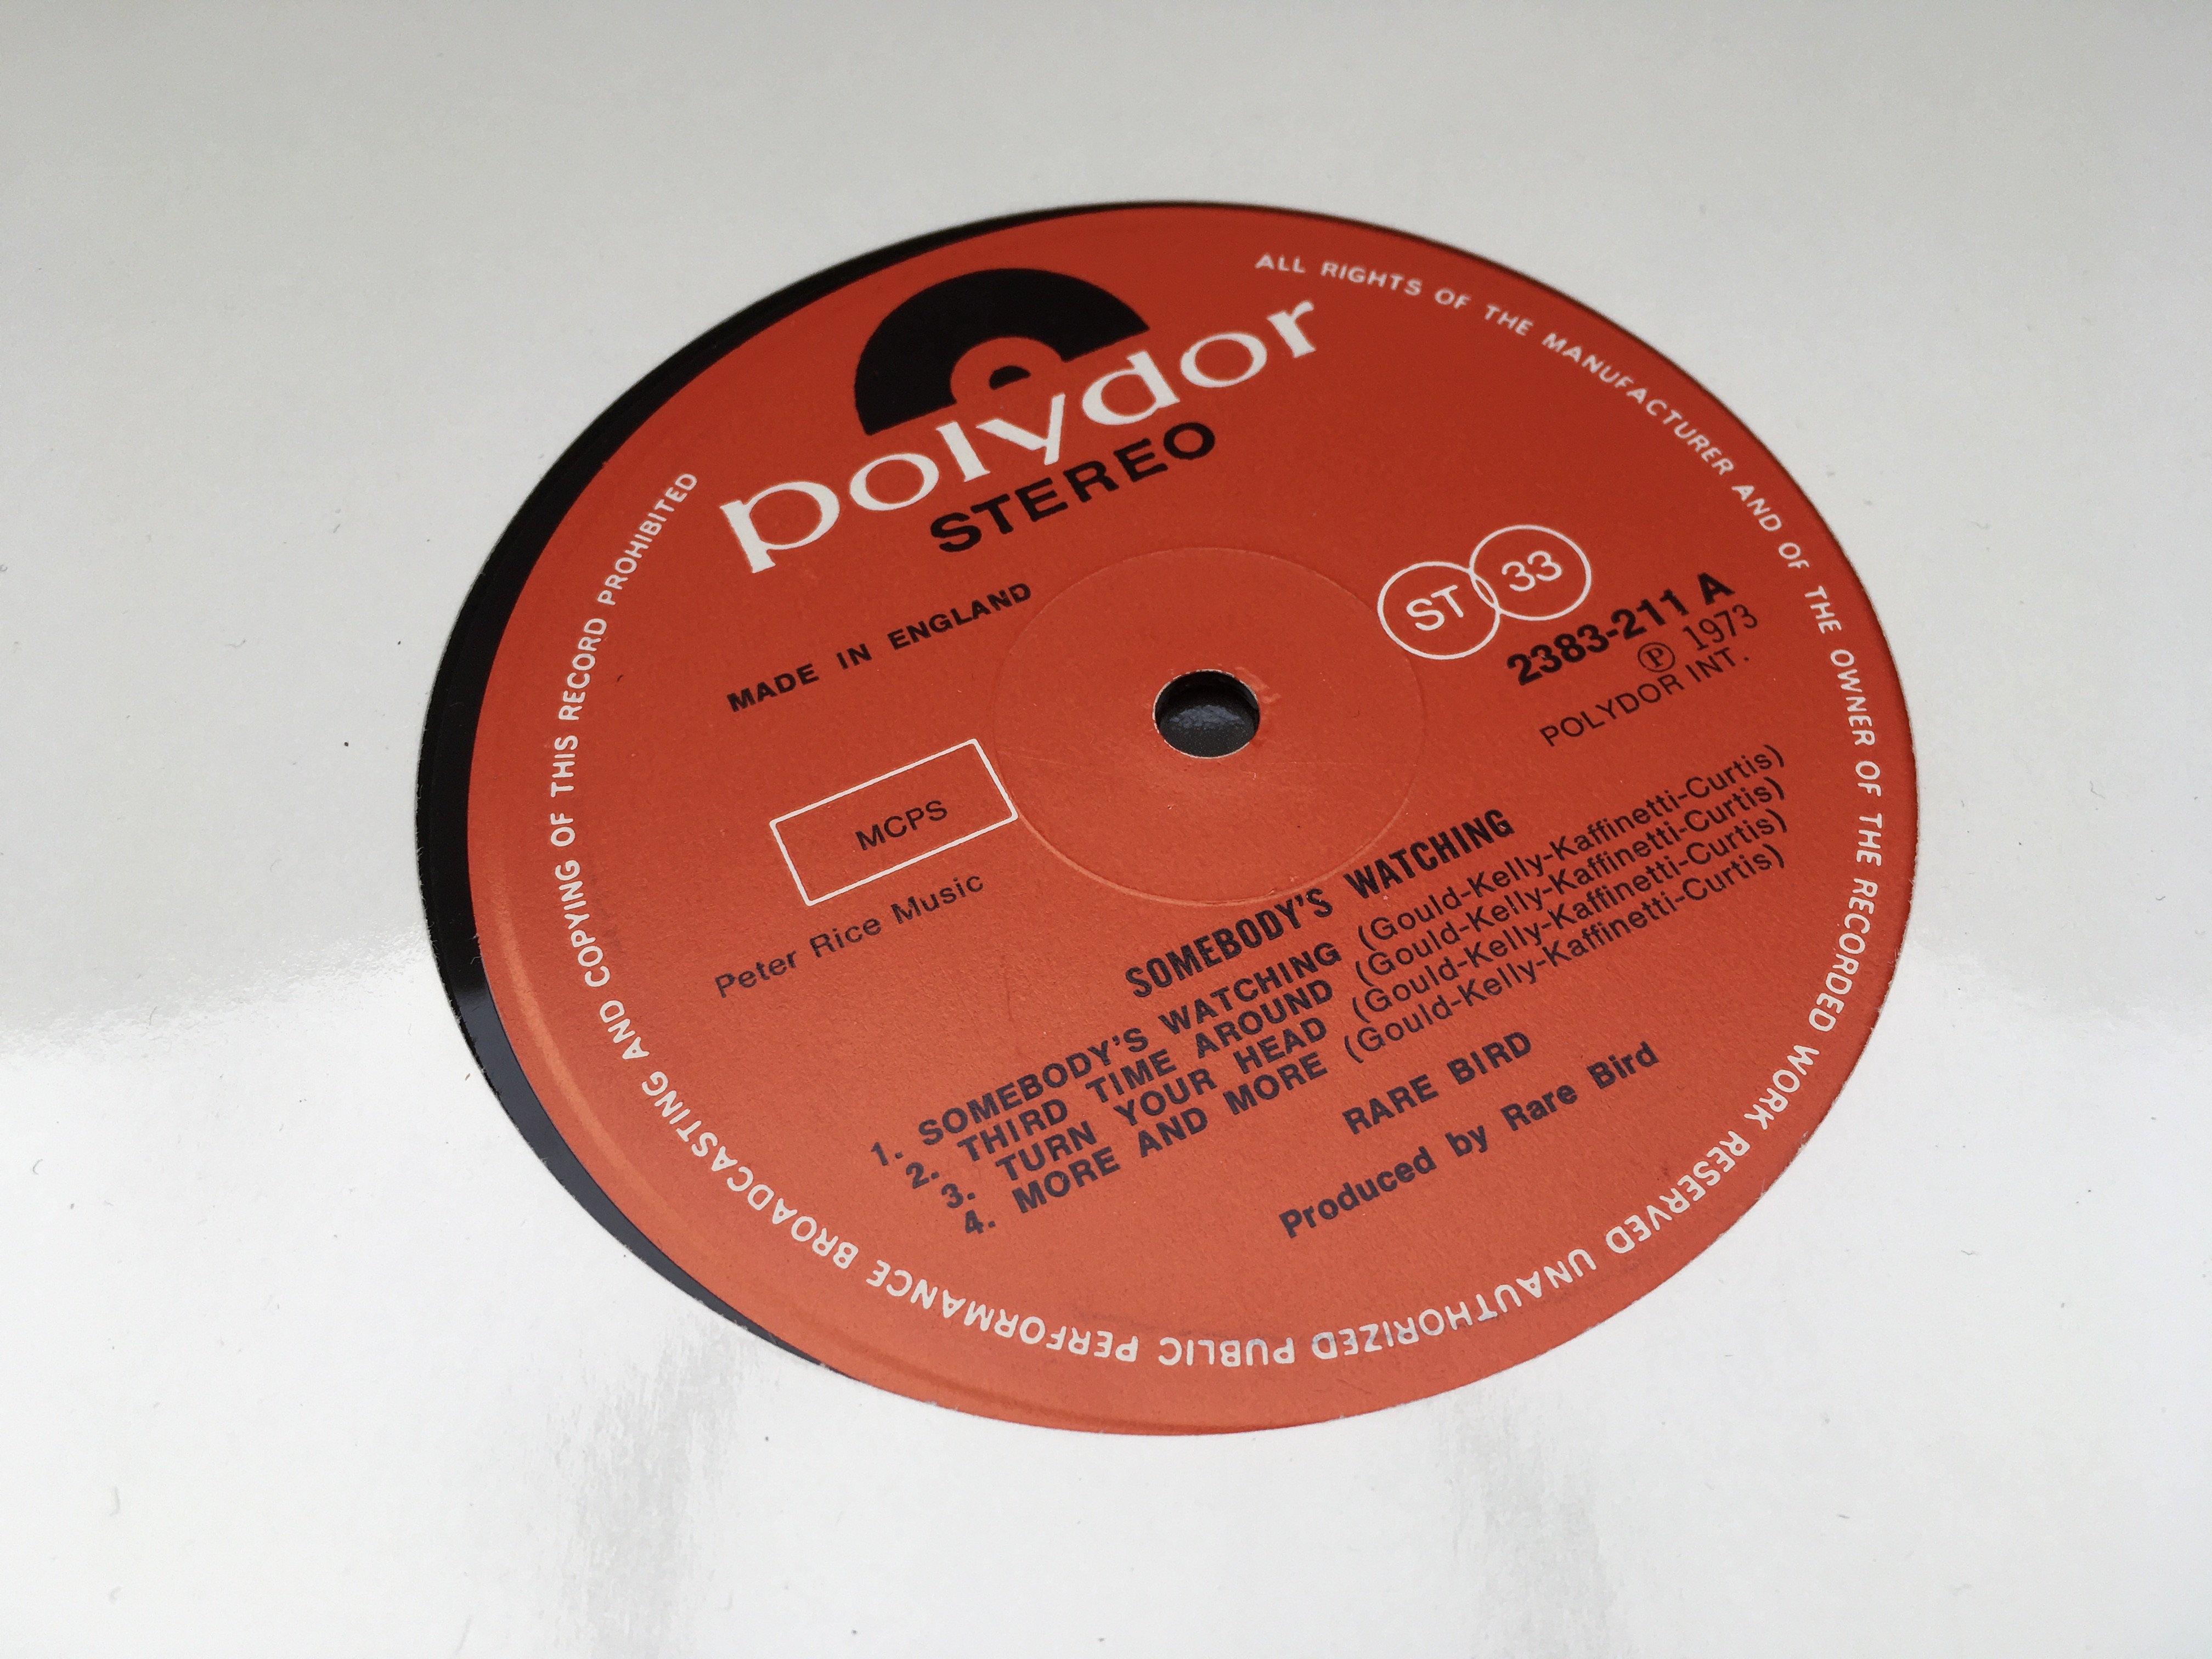 polydor
STEREO
MADE IN ENGLAND
ST 33
2383-211 A
Ⓟ 1973
POLYDOR INT.
MCPS
Peter Rice Music
SOMEBODY'S WATCHING
1. SOMEBODY'S WATCHING (Gould-Kelly-Kaffinetti-Curtis)
2. THIRD TIME AROUND (Gould-Kelly-Kaffinetti-Curtis)
3. TURN YOUR HEAD (Gould-Kelly-Kaffinetti-Curtis)
4. MORE AND MORE (Gould-Kelly-Kaffinetti-Curtis)
RARE BIRD
Produced by Rare Bird
ALL RIGHTS OF THE MANUFACTURER AND OF THE OWNER OF THE RECORDED WORK RESERVED UNAUTHORIZED PUBLIC PERFORMANCE BROADCASTING AND COPYING OF THIS RECORD PROHIBITED